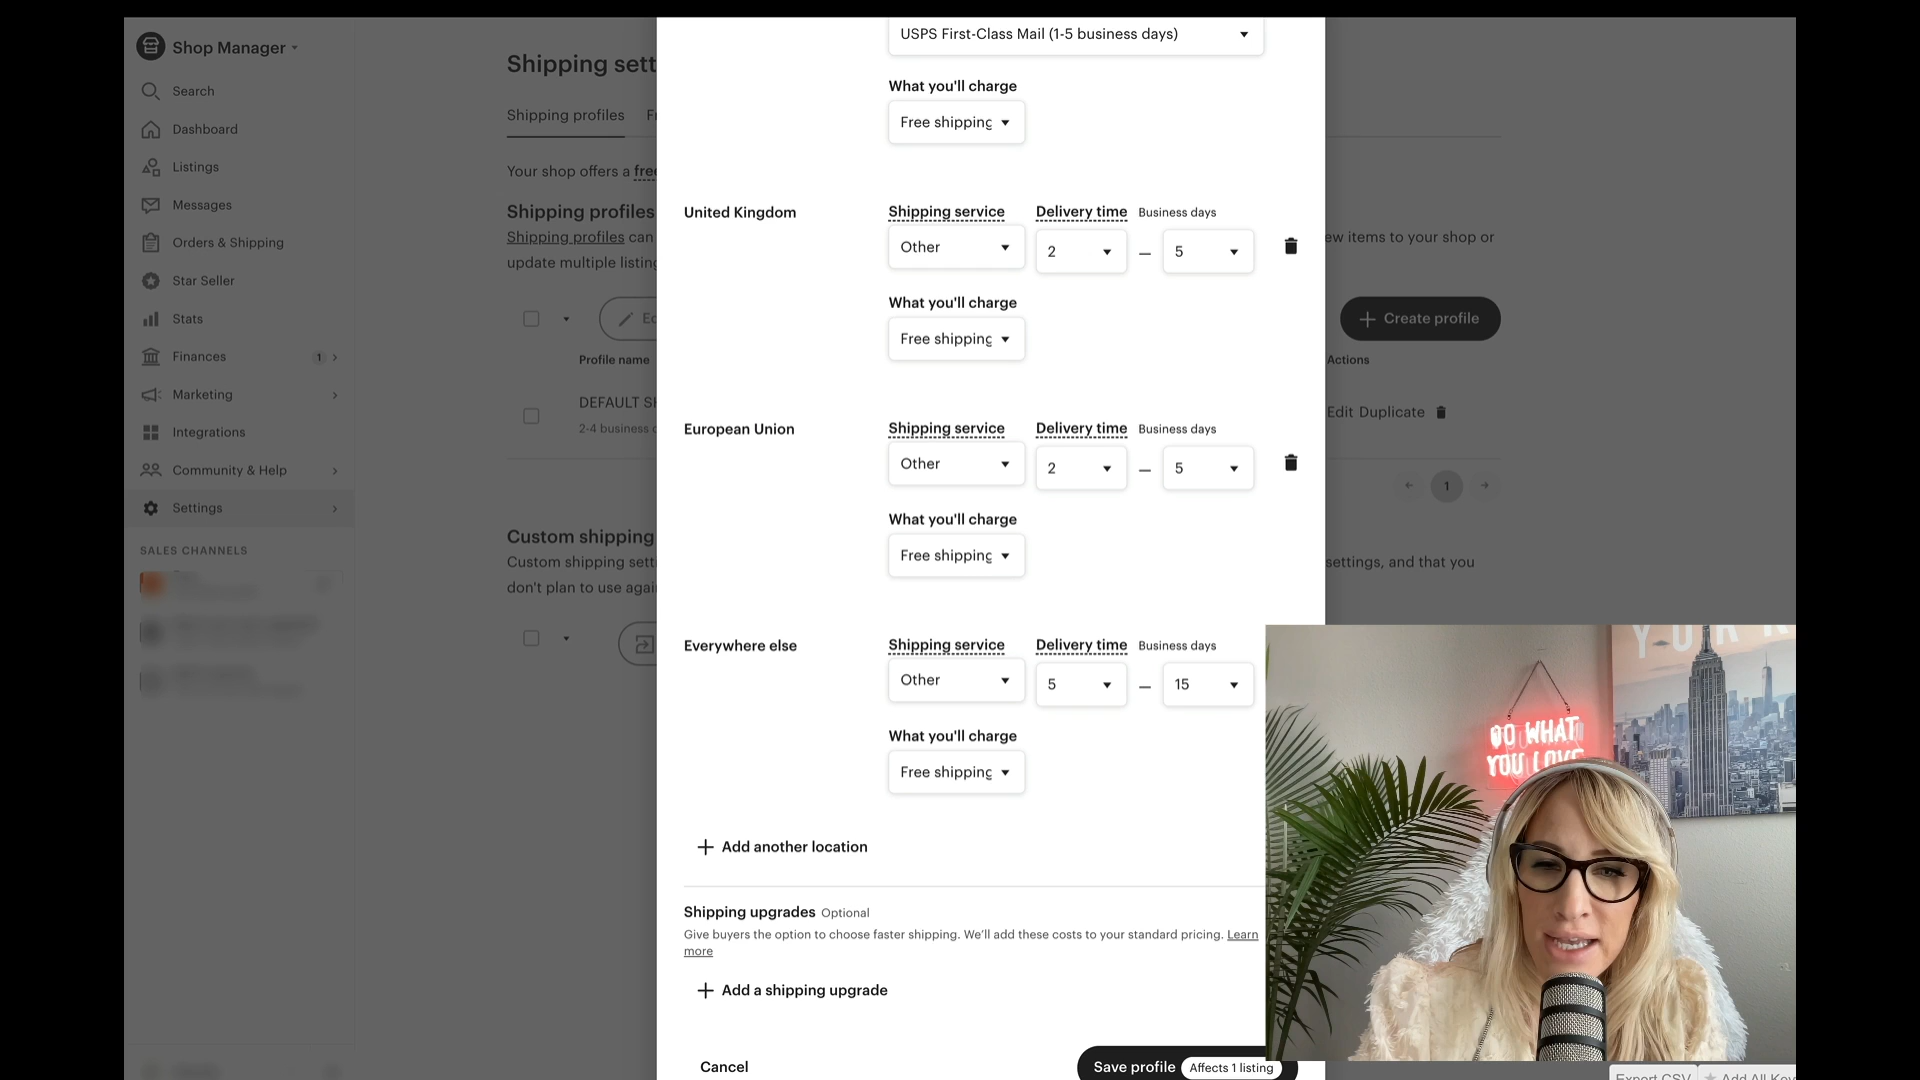 Shop Manager
Search
Dashboard
Listings
Messages
Orders & Shipping
Star Seller
Stats
Finances 1
Marketing
Integrations
Community & Help
Settings
SALES CHANNELS
Shipping sett
Shipping profiles
Your shop offers a free
Shipping profiles
Shipping profiles can
ew items to your shop or
update multiple listing
Create profile
Profile name
Actions
DEFAULT SH
2-4 business d
Edit Duplicate
1
Custom shipping
Custom shipping sett
settings, and that you
don't plan to use agai
USPS First-Class Mail (1-5 business days)
What you'll charge
Free shipping
United Kingdom
Shipping service Delivery time Business days
Other 2 – 5
What you'll charge
Free shipping
European Union
Shipping service Delivery time Business days
Other 2 – 5
What you'll charge
Free shipping
Everywhere else
Shipping service Delivery time Business days
Other 5 – 15
What you'll charge
Free shipping
Add another location
Shipping upgrades Optional
Give buyers the option to choose faster shipping. We'll add these costs to your standard pricing. Learn
more
Add a shipping upgrade
Cancel
Save profile Affects 1 listing
DO WHAT
YOU LOVE
Export CSV
Add All Key